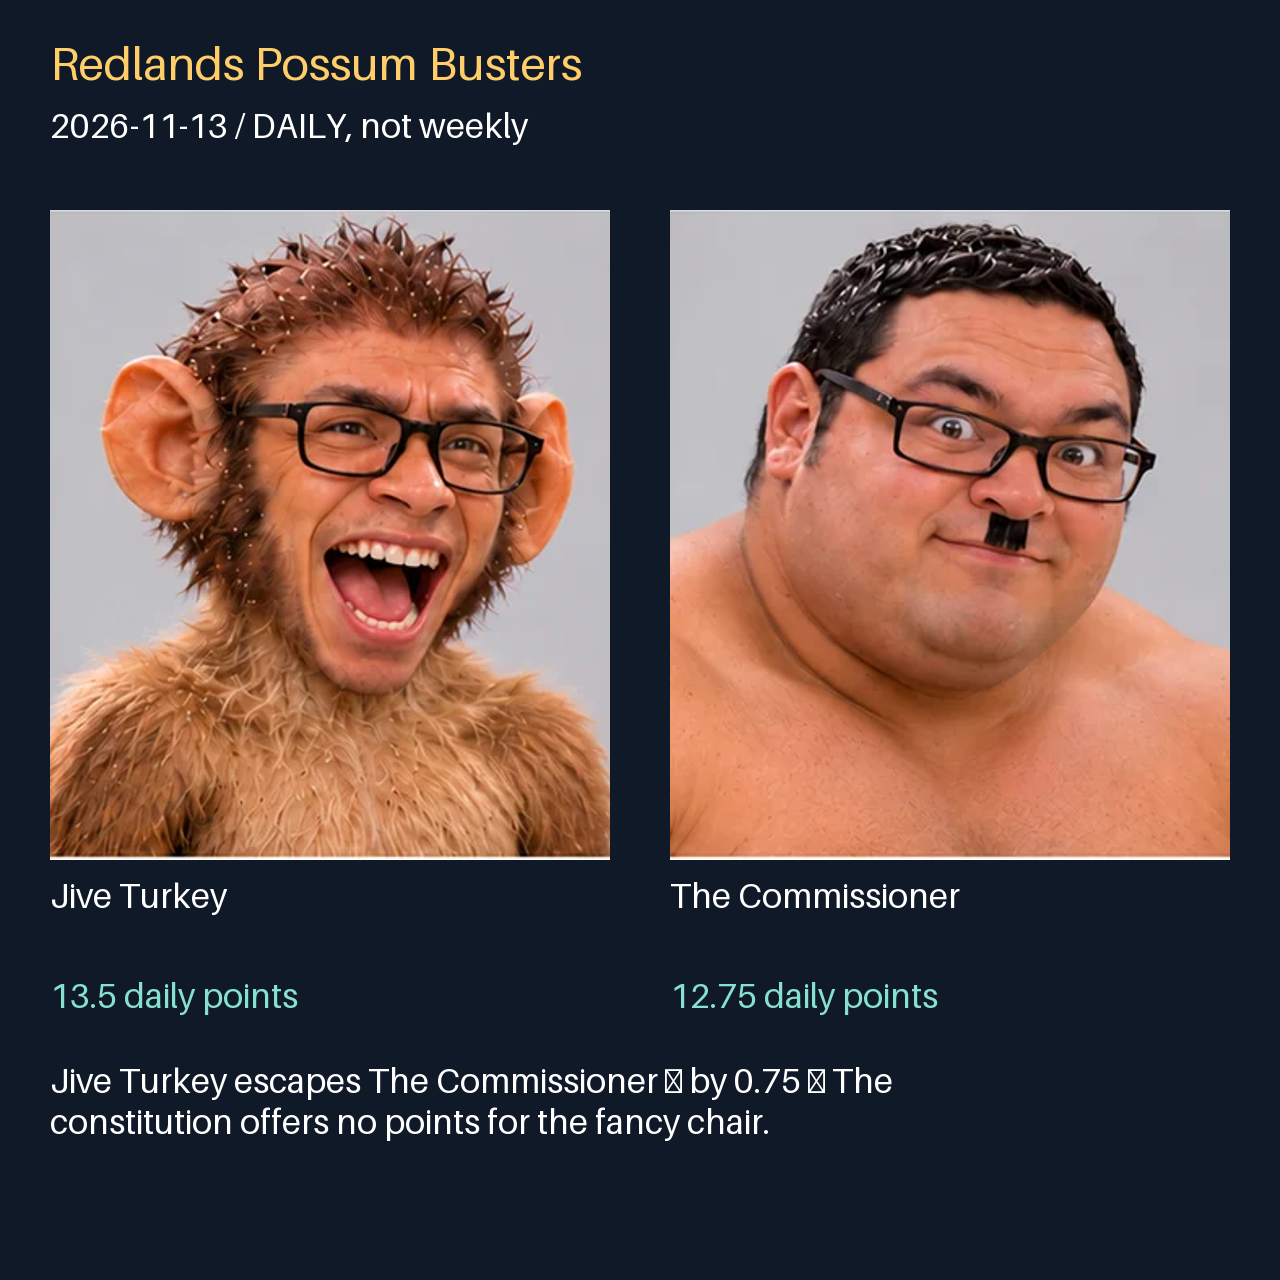 Redlands Possum Busters
2026-11-13 / DAILY, not weekly
Jive Turkey
The Commissioner
13.5 daily points
12.75 daily points
Jive Turkey escapes The Commissioner by 0.75 The
constitution offers no points for the fancy chair.